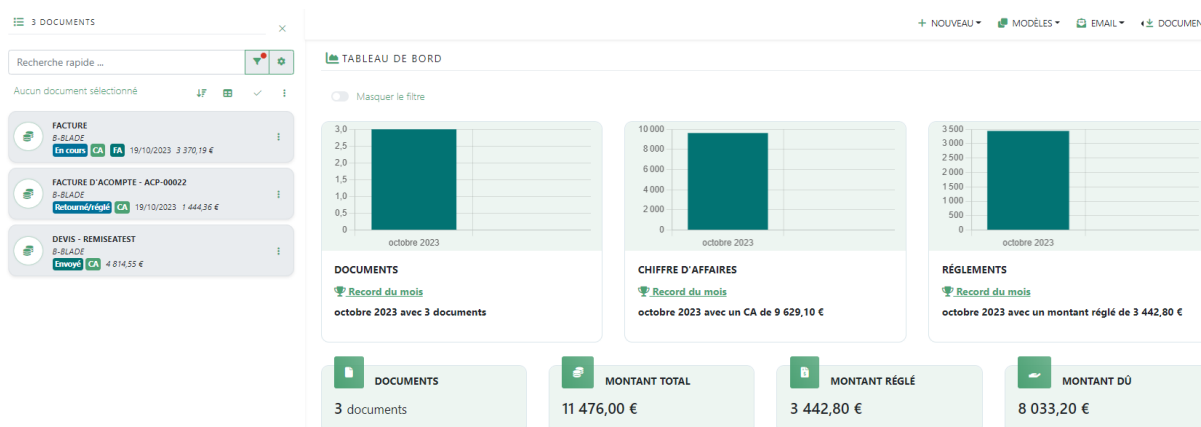 3 DOCUMENTS
×
Recherche rapide ...
Aucun document sélectionné
FACTURE
B-BLADE
En cours CA FA 19/10/2023 3 370,19 €
FACTURE D'ACOMPTE - ACP-00022
B-BLADE
Retourné/réglé CA 19/10/2023 1 444,36 €
DEVIS - REMISEATEST
B-BLADE
Envoyé CA 4 814,55 €
+ NOUVEAU MODÈLES EMAIL DOCUMEN
TABLEAU DE BORD
Masquer le filtre
3,0
2,5
2,0
1,5
1,0
0,5
0
octobre 2023
DOCUMENTS
Record du mois
octobre 2023 avec 3 documents
10 000
8 000
6 000
4 000
2 000
0
octobre 2023
CHIFFRE D'AFFAIRES
Record du mois
octobre 2023 avec un CA de 9 629,10 €
3 500
3 000
2 500
2 000
1 500
1 000
500
0
octobre 2023
RÉGLEMENTS
Record du mois
octobre 2023 avec un montant réglé de 3 442,80 €
DOCUMENTS
3 documents
MONTANT TOTAL
11 476,00 €
MONTANT RÉGLÉ
3 442,80 €
MONTANT DÛ
8 033,20 €